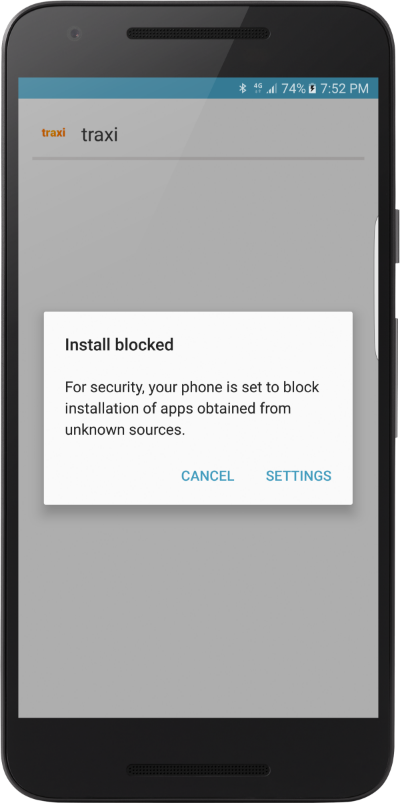 4G 74% 7:52 PM
traxi traxi
Install blocked
For security, your phone is set to block
installation of apps obtained from
unknown sources.
CANCEL SETTINGS